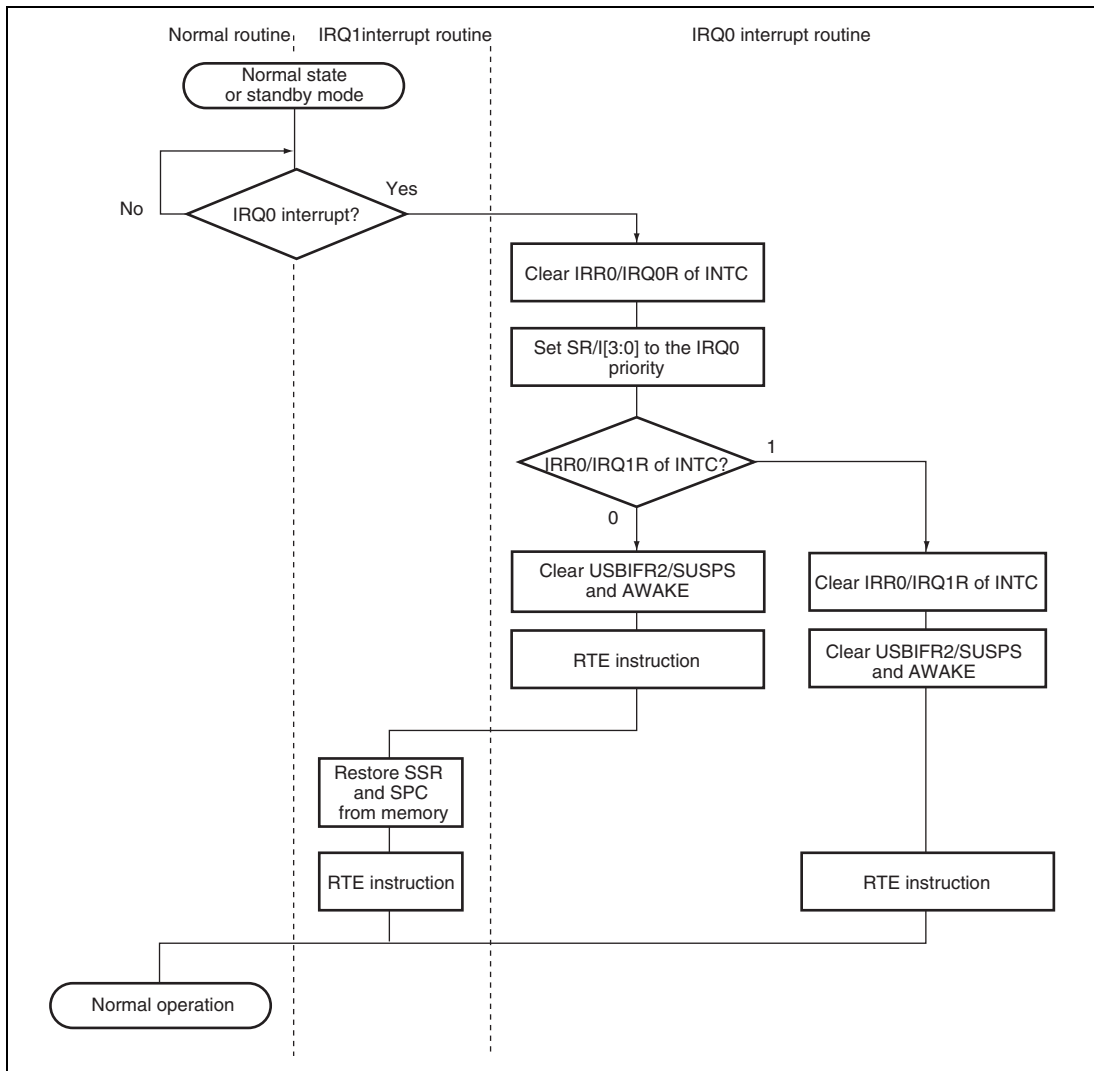 Normal routine
IRQ1interrupt routine
IRQ0 interrupt routine
Normal state
or standby mode
No
Yes
IRQ0 interrupt?
Clear IRR0/IRQ0R of INTC
Set SR/I[3:0] to the IRQ0
priority
IRR0/IRQ1R of INTC?
1
0
Clear USBIFR2/SUSPS
and AWAKE
Clear IRR0/IRQ1R of INTC
RTE instruction
Clear USBIFR2/SUSPS
and AWAKE
Restore SSR
and SPC
from memory
RTE instruction
RTE instruction
Normal operation